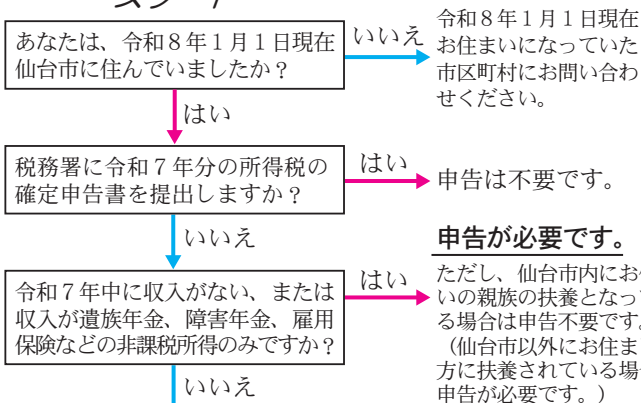 あなたは、令和８年１月１日現在
仙台市に住んでいましたか？
いいえ
令和８年１月１日現在
お住まいになっていた
市区町村にお問い合わ
せください。
はい
税務署に令和７年分の所得税の
確定申告書を提出しますか？
はい
申告は不要です。
いいえ
令和７年中に収入がない、または
収入が遺族年金、障害年金、雇用
保険などの非課税所得のみですか？
はい
申告が必要です。
ただし、仙台市内にお
いの親族の扶養となっ
る場合は申告不要です。
（仙台市以外にお住ま
方に扶養されている場
申告が必要です。）
いいえ